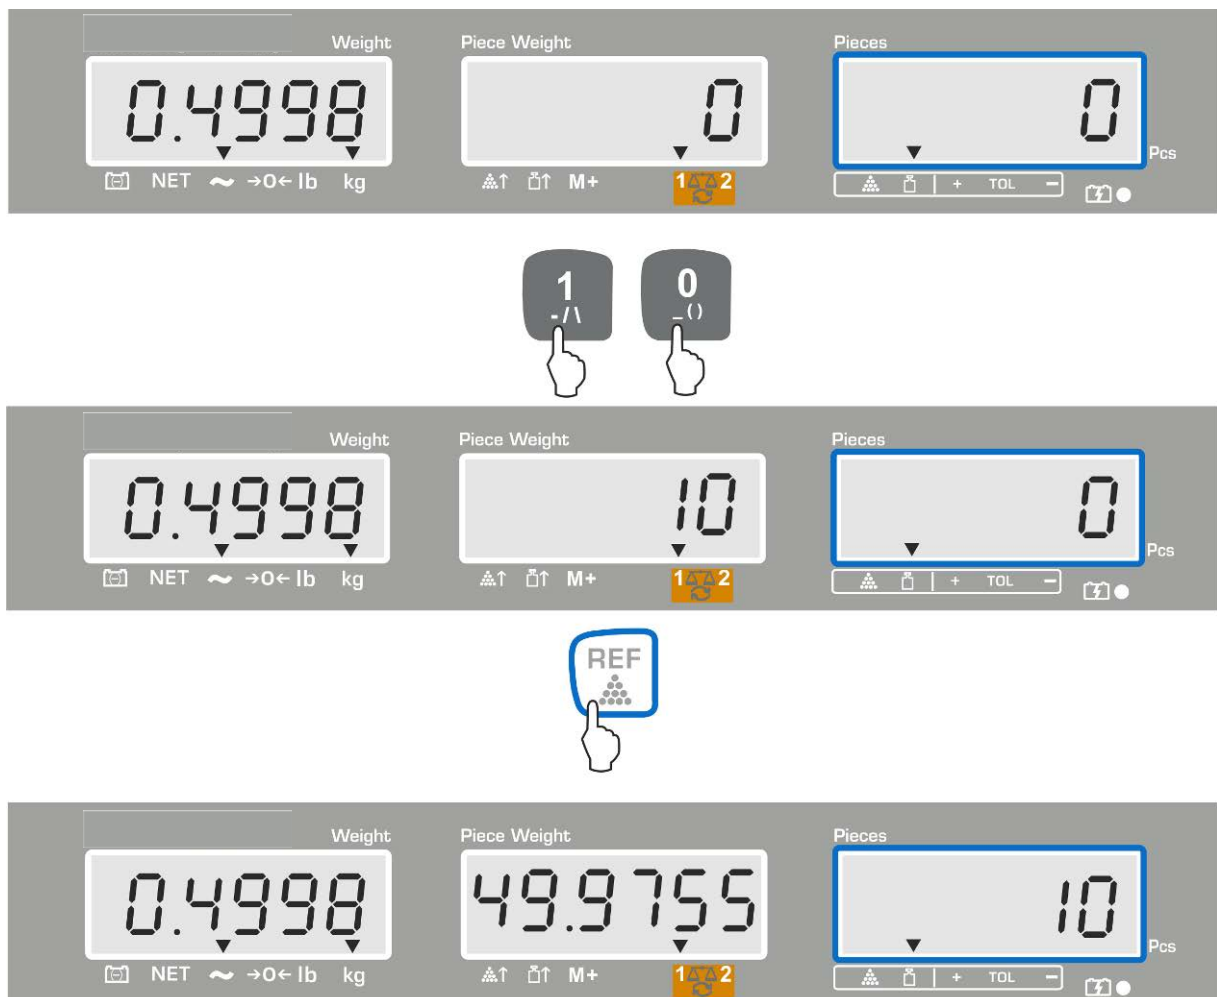 Weight Piece Weight Pieces
0.4998 0 0
Pcs
NET ~ →0← lb kg M+ 1 2 + TOL −
1 0
-/\ _()
Weight Piece Weight Pieces
0.4998 10 0
Pcs
NET ~ →0← lb kg M+ 1 2 + TOL −
REF
Weight Piece Weight Pieces
0.4998 49.9755 10
Pcs
NET ~ →0← lb kg M+ 1 2 + TOL −